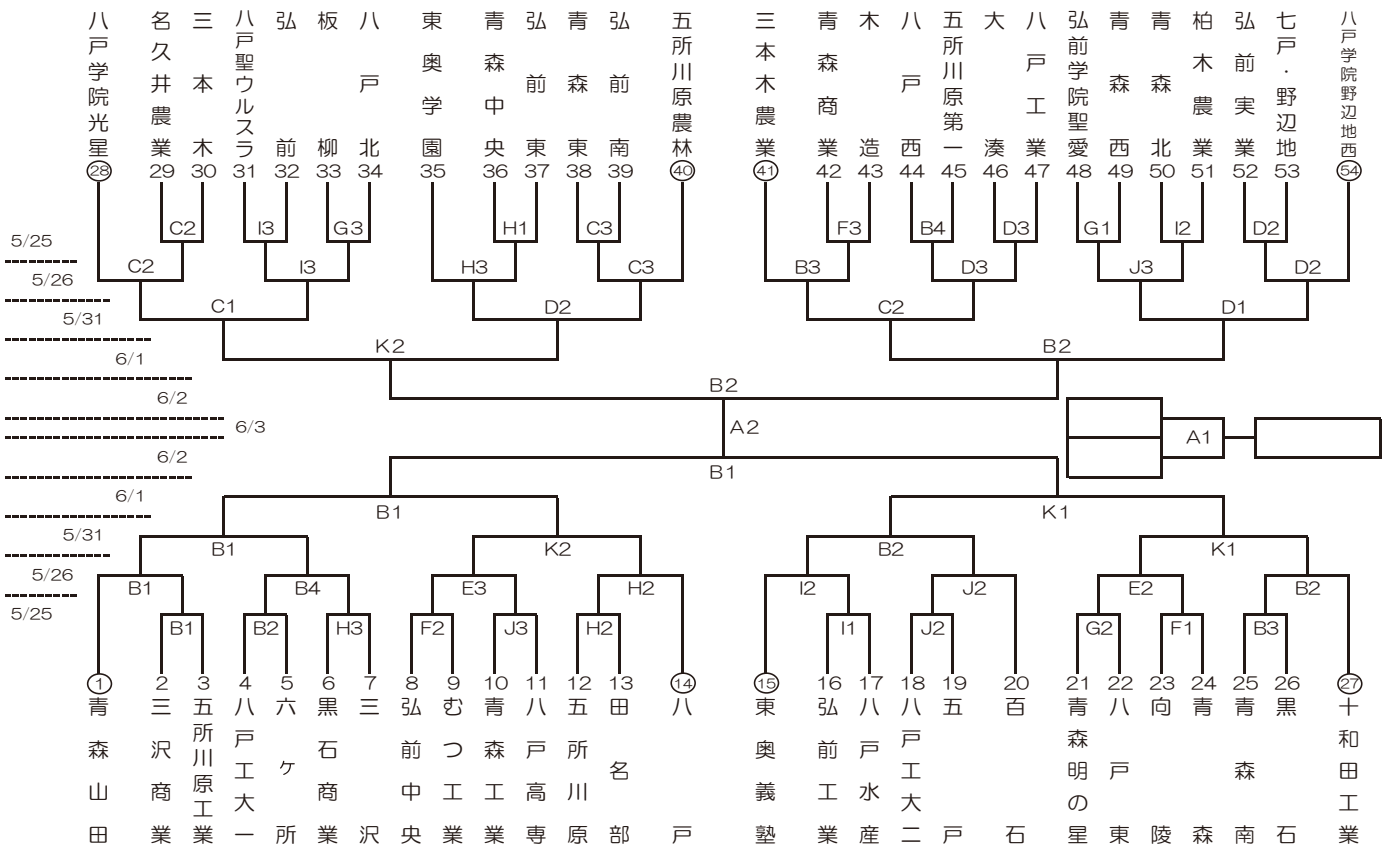 八戸学院光星
名久井農業
三本木
八戸聖ウルスラ
弘前
板柳
八戸北
東奥学園
青森中央
弘前東
青森東
弘前南
五所川原農林
三本木農業
青森商業
木造
八戸西
五所川原第一
大湊
八戸工業
弘前学院聖愛
青森西
青森北
柏木農業
弘前実業
七戸・野辺地
八戸学院野辺地西
28 29 30 31 32 33 34 35 36 37 38 39 40 41 42 43 44 45 46 47 48 49 50 51 52 53 54
C2 I3 G3 H1 C3 F3 B4 D3 G1 I2 D2
5/25
C2 I3 H3 C3 B3 D3 J3 D2
5/26
C1 D2 C2 D1
5/31
K2 B2
6/1
B2
6/2
6/3
A2
A1
6/2
B1
6/1
B1 K1
5/31
B1 K2 B2 K1
5/26
B1 B4 E3 H2 I2 J2 E2 B2
5/25
B1 B2 H3 F2 J3 H2 I1 J2 G2 F1 B3
1 2 3 4 5 6 7 8 9 10 11 12 13 14 15 16 17 18 19 20 21 22 23 24 25 26 27
青森山田
三沢商業
五所川原工業
八戸工大一
六ケ所
黒石商業
三沢
弘前中央
むつ工業
青森工業
八戸高専
五所川原
田名部
八戸
東奥義塾
弘前工業
八戸水産
八戸工大二
五戸
百石
青森明の星
八戸東
向陵
青森
青森南
黒石
十和田工業